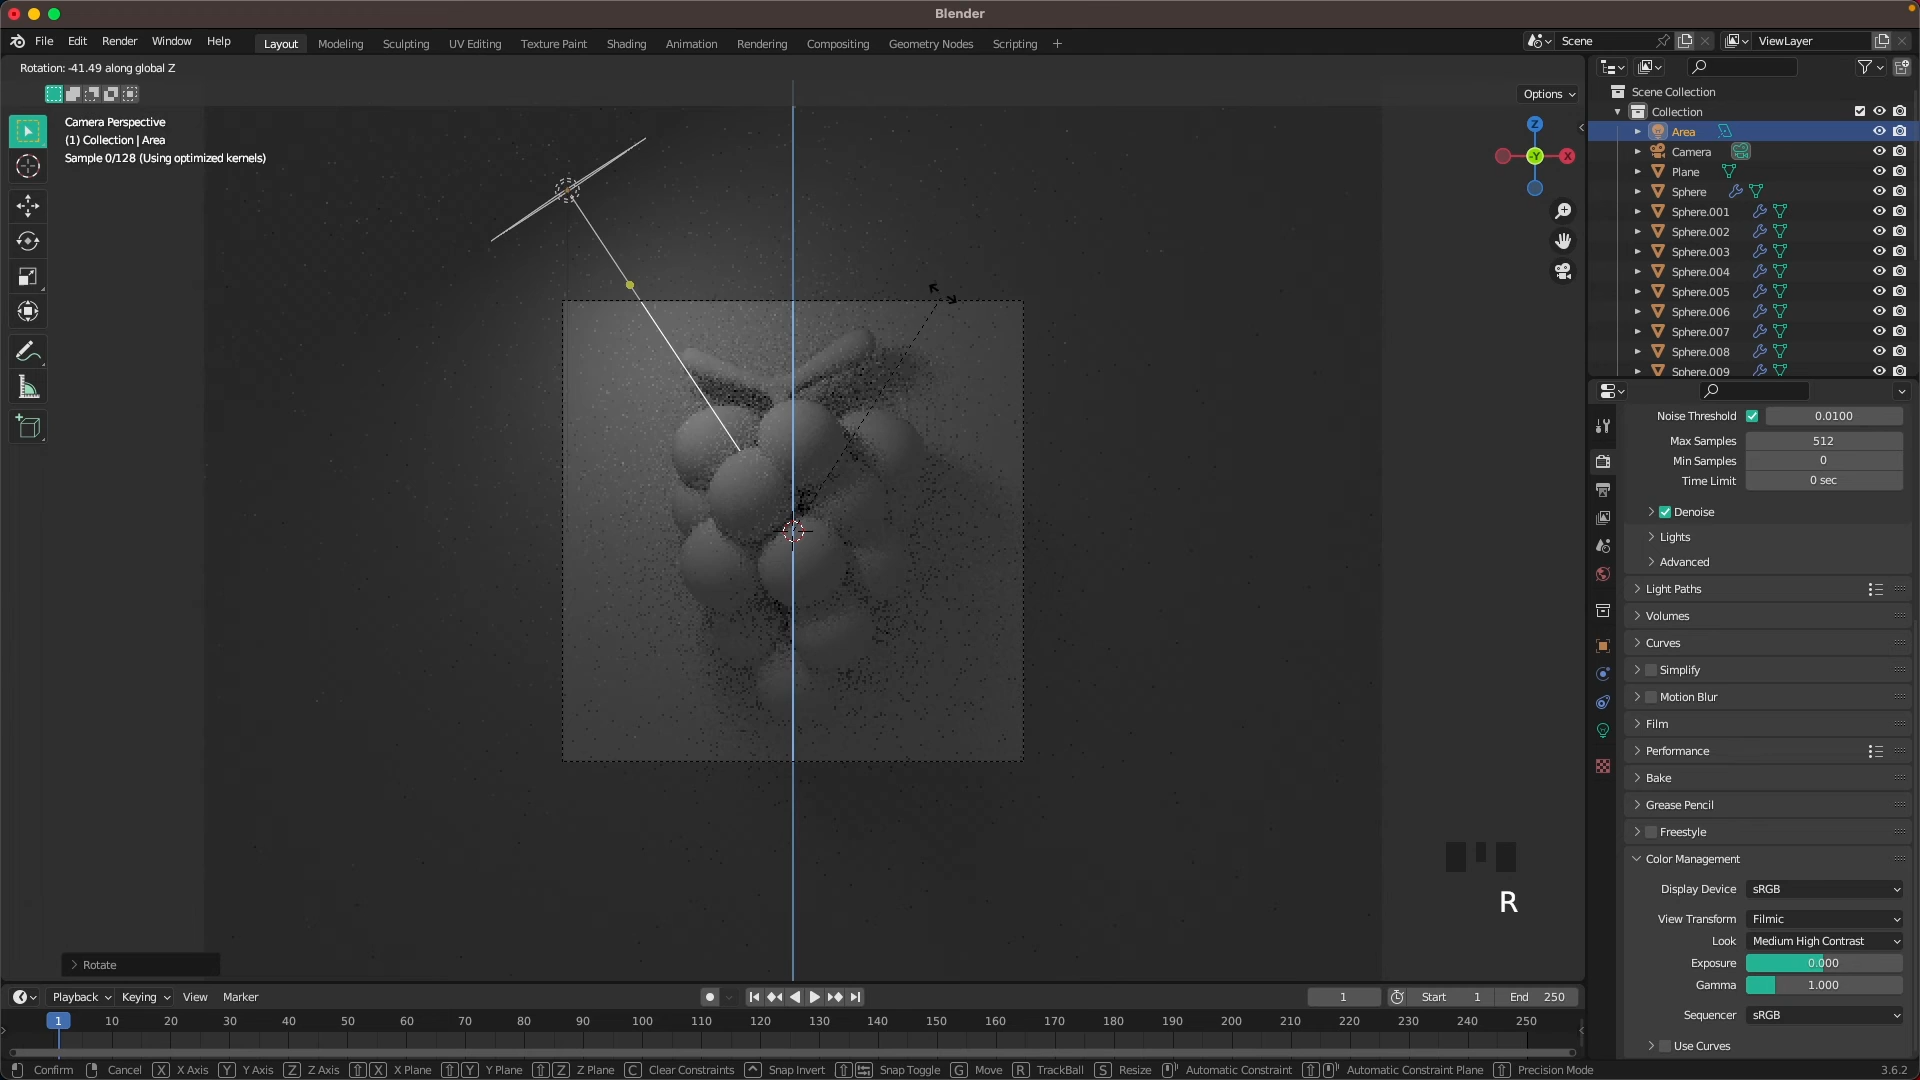 Blender
File Edit Render Window Help
Layout Modeling Sculpting UV Editing Texture Paint Shading Animation Rendering Compositing Geometry Nodes Scripting +
Scene
ViewLayer
Rotation: -41.49 along global Z
Options
Camera Perspective
(1) Collection | Area
Sample 0/128 (Using optimized kernels)
Z
X
-Y
Scene Collection
Collection
Area
Camera
Plane
Sphere
Sphere.001
Sphere.002
Sphere.003
Sphere.004
Sphere.005
Sphere.006
Sphere.007
Sphere.008
Sphere.009
Noise Threshold 0.0100
Max Samples 512
Min Samples 0
Time Limit 0 sec
Denoise
Lights
Advanced
Light Paths
Volumes
Curves
Simplify
Motion Blur
Film
Performance
Bake
Grease Pencil
Freestyle
Color Management
Display Device sRGB
View Transform Filmic
Look Medium High Contrast
Exposure 0.000
Gamma 1.000
Sequencer sRGB
Use Curves
R
Rotate
Playback Keying View Marker
1 Start 1 End 250
1 10 20 30 40 50 60 70 80 90 100 110 120 130 140 150 160 170 180 190 200 210 220 230 240 250
Confirm Cancel X X Axis Y Y Axis Z Z Axis X X Plane Y Y Plane Z Z Plane C Clear Constraints Snap Invert Snap Toggle G Move R TrackBall S Resize Automatic Constraint Automatic Constraint Plane Precision Mode 3.6.2